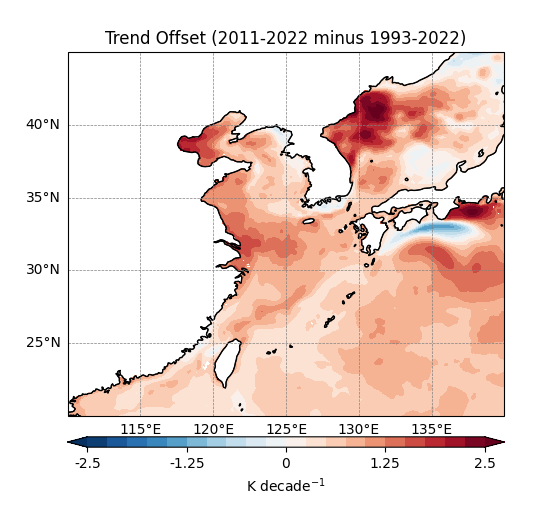 Trend Offset (2011-2022 minus 1993-2022)
40°N
35°N
30°N
25°N
115°E 120°E 125°E 130°E 135°E
-2.5 -1.25 0 1.25 2.5
K decade⁻¹